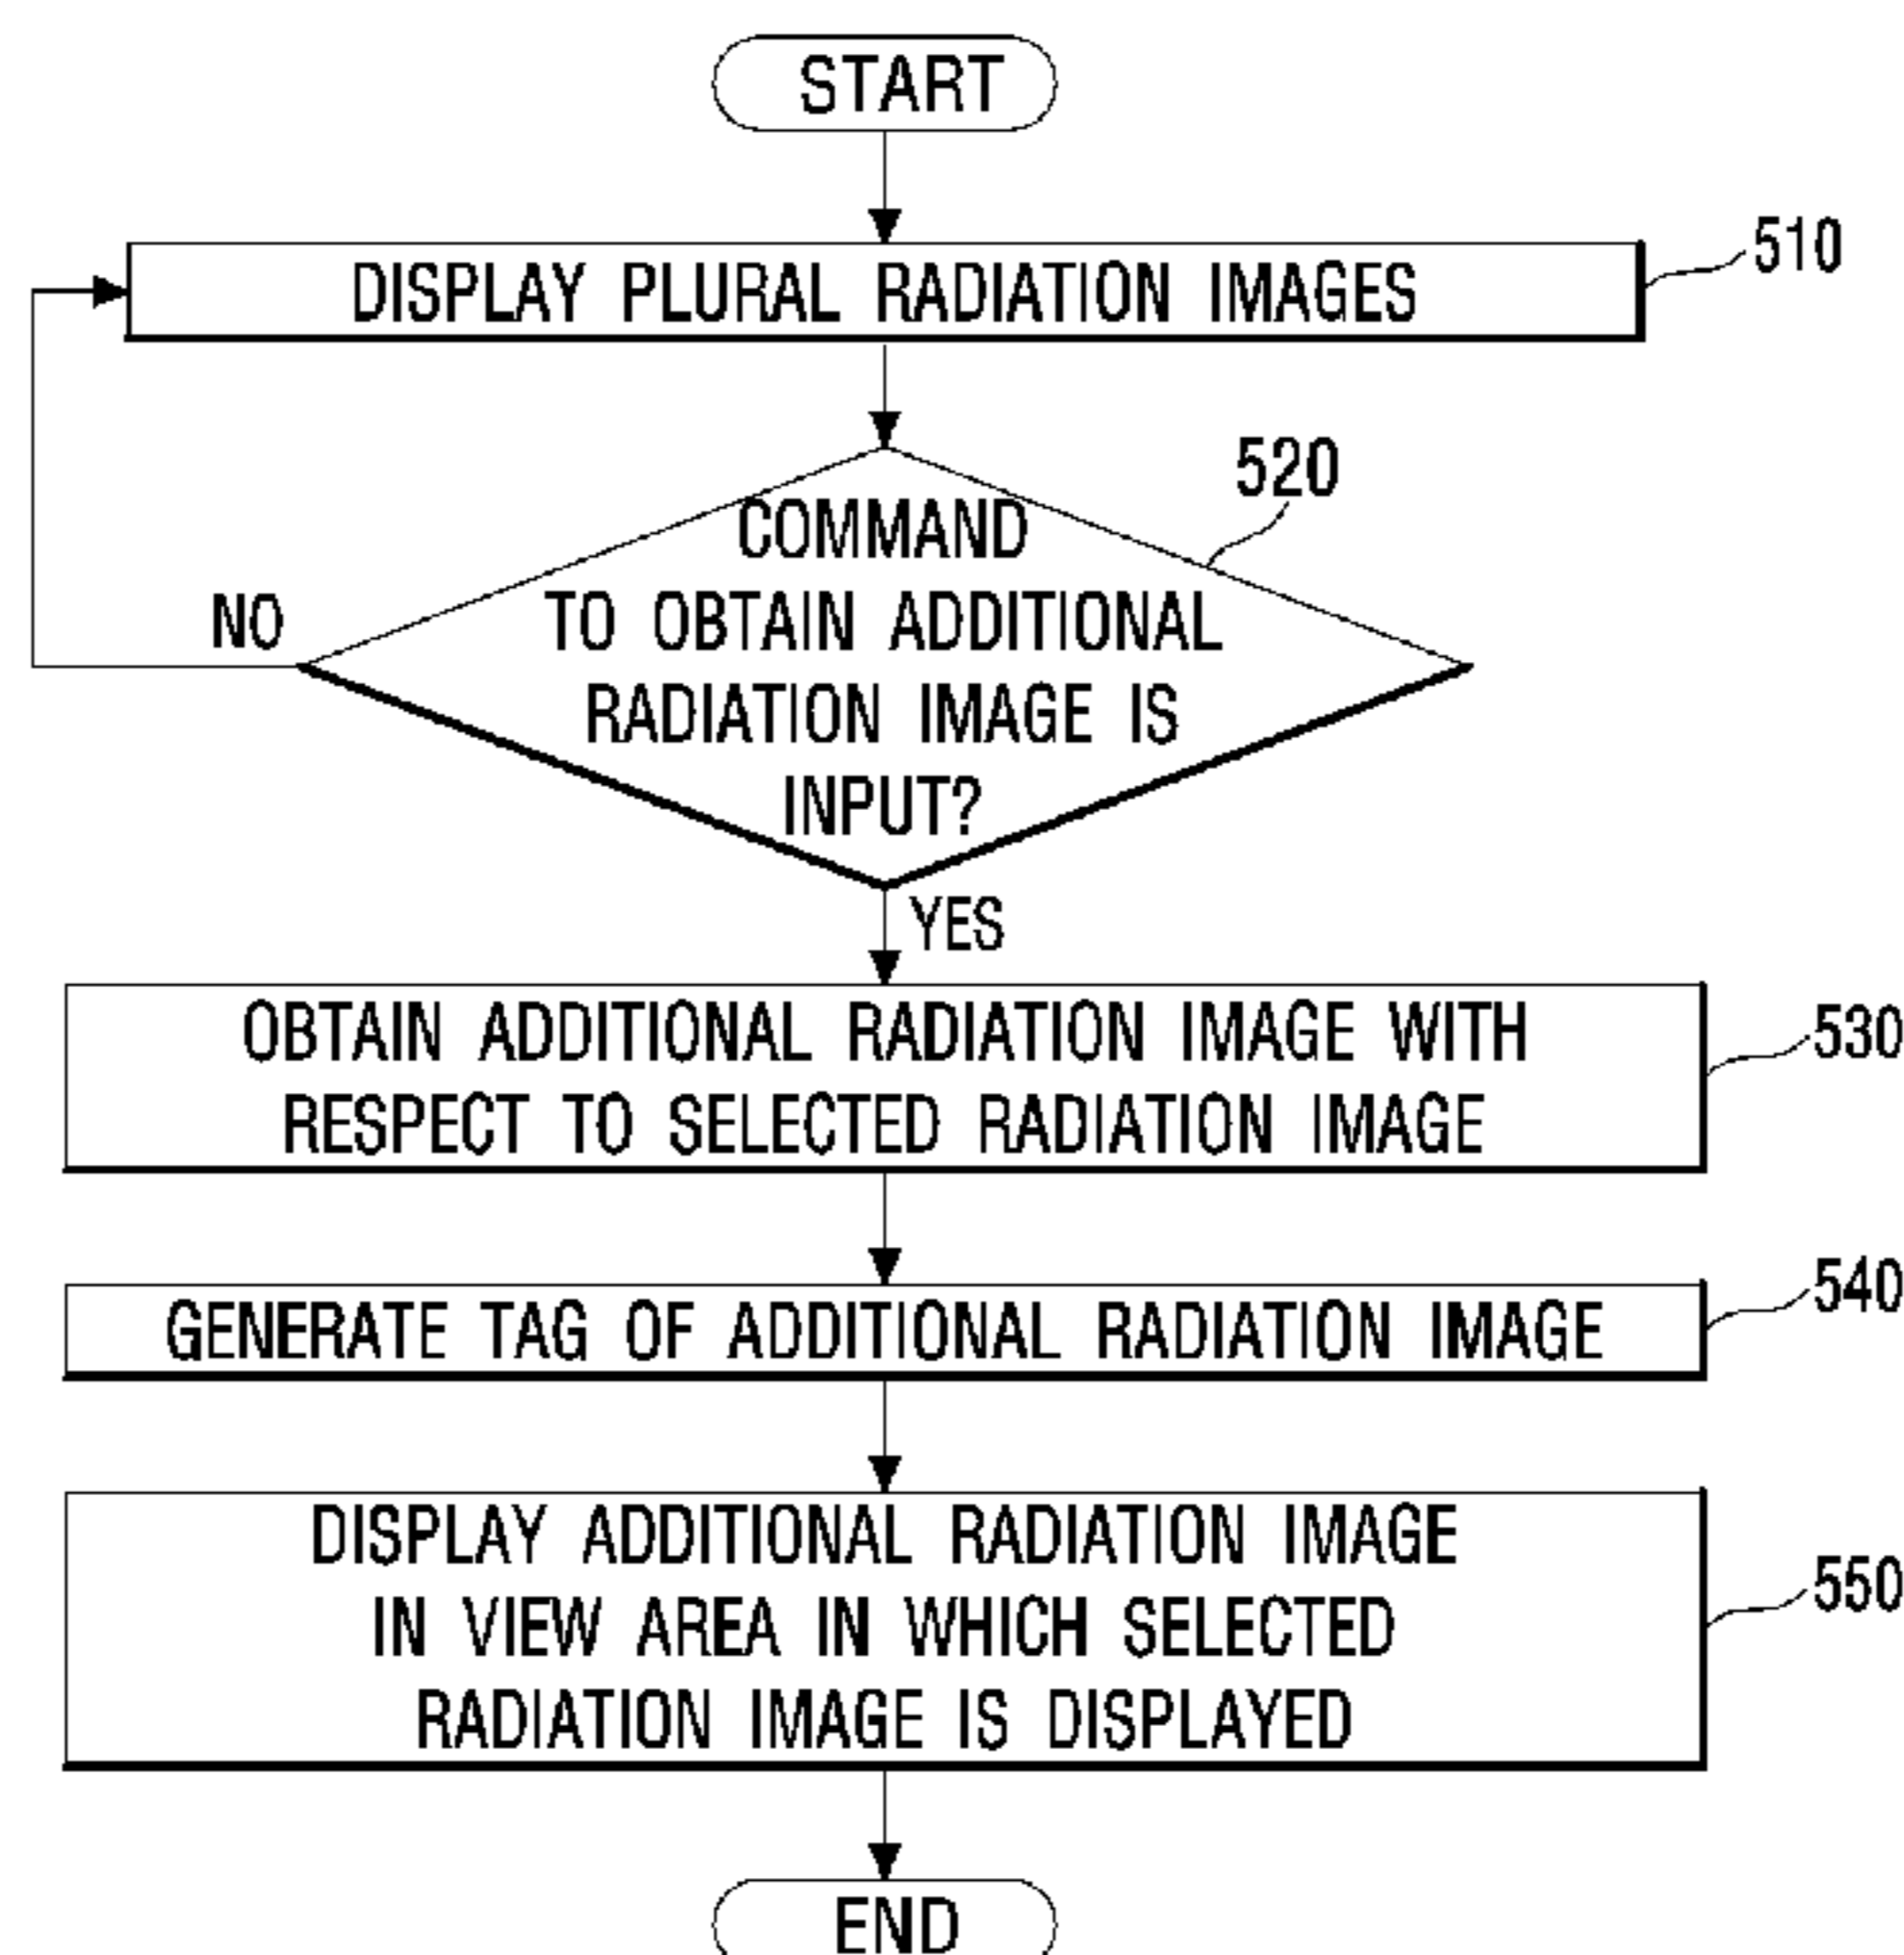 START
DISPLAY PLURAL RADIATION IMAGES
510
520
COMMAND
TO OBTAIN ADDITIONAL
RADIATION IMAGE IS
INPUT?
NO
YES
OBTAIN ADDITIONAL RADIATION IMAGE WITH
RESPECT TO SELECTED RADIATION IMAGE
530
GENERATE TAG OF ADDITIONAL RADIATION IMAGE
540
DISPLAY ADDITIONAL RADIATION IMAGE
IN VIEW AREA IN WHICH SELECTED
RADIATION IMAGE IS DISPLAYED
550
END